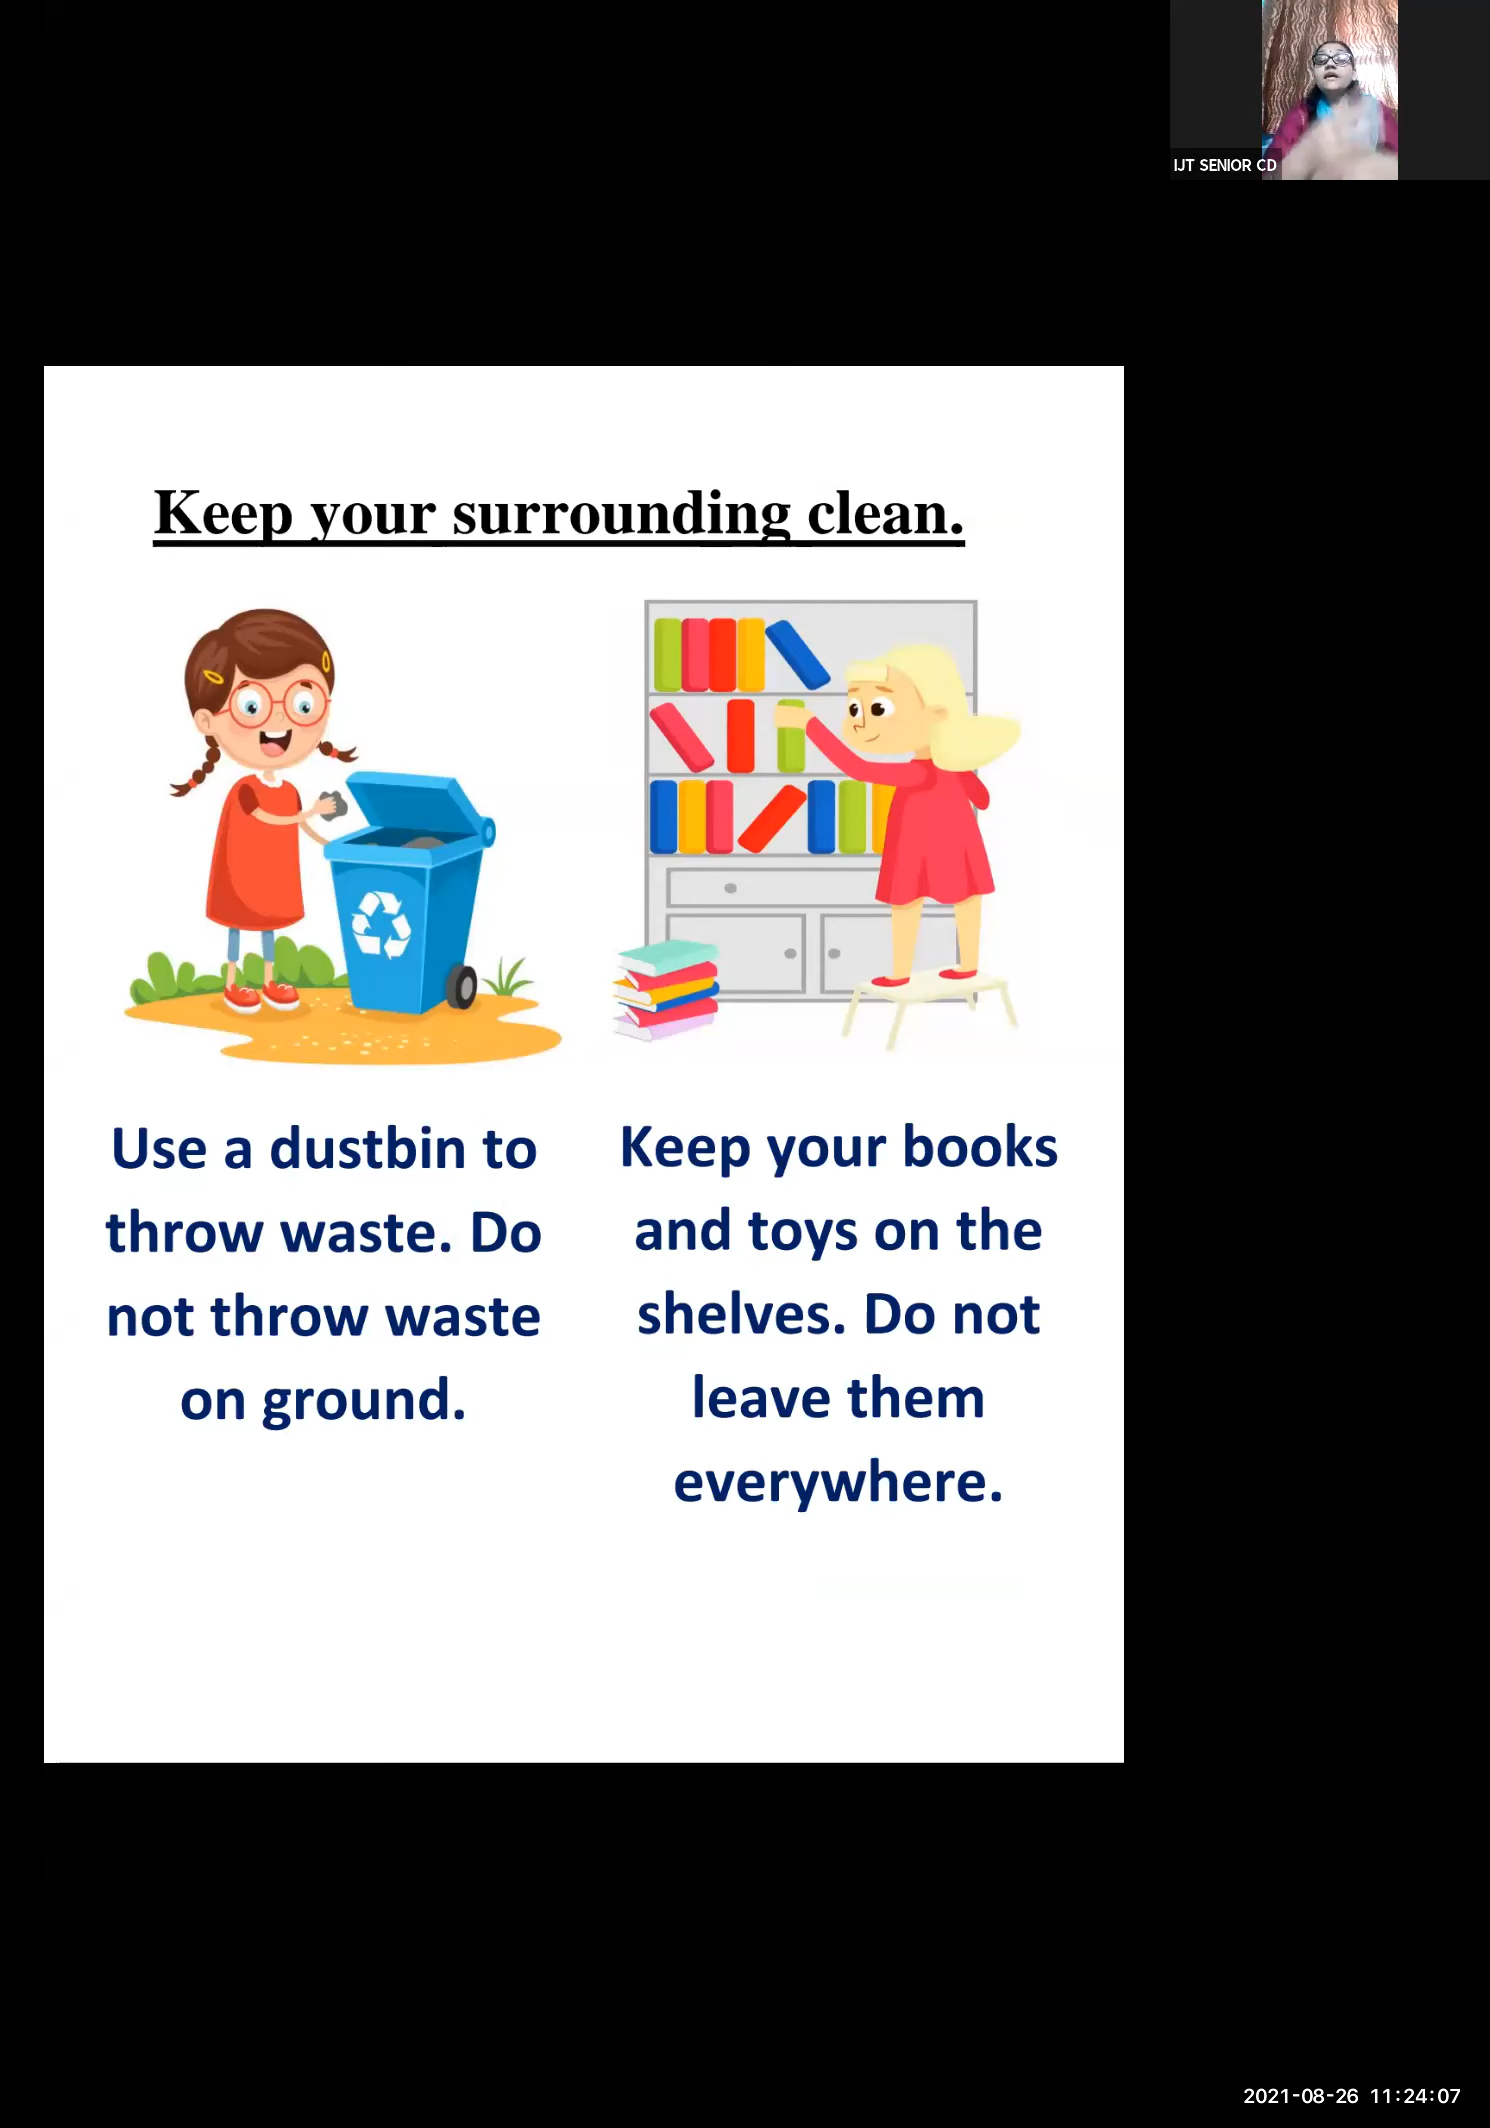 IJT SENIOR CD
Keep your surrounding clean.
Use a dustbin to
throw waste. Do
not throw waste
on ground.
Keep your books
and toys on the
shelves. Do not
leave them
everywhere.
2021-08-26 11:24:07